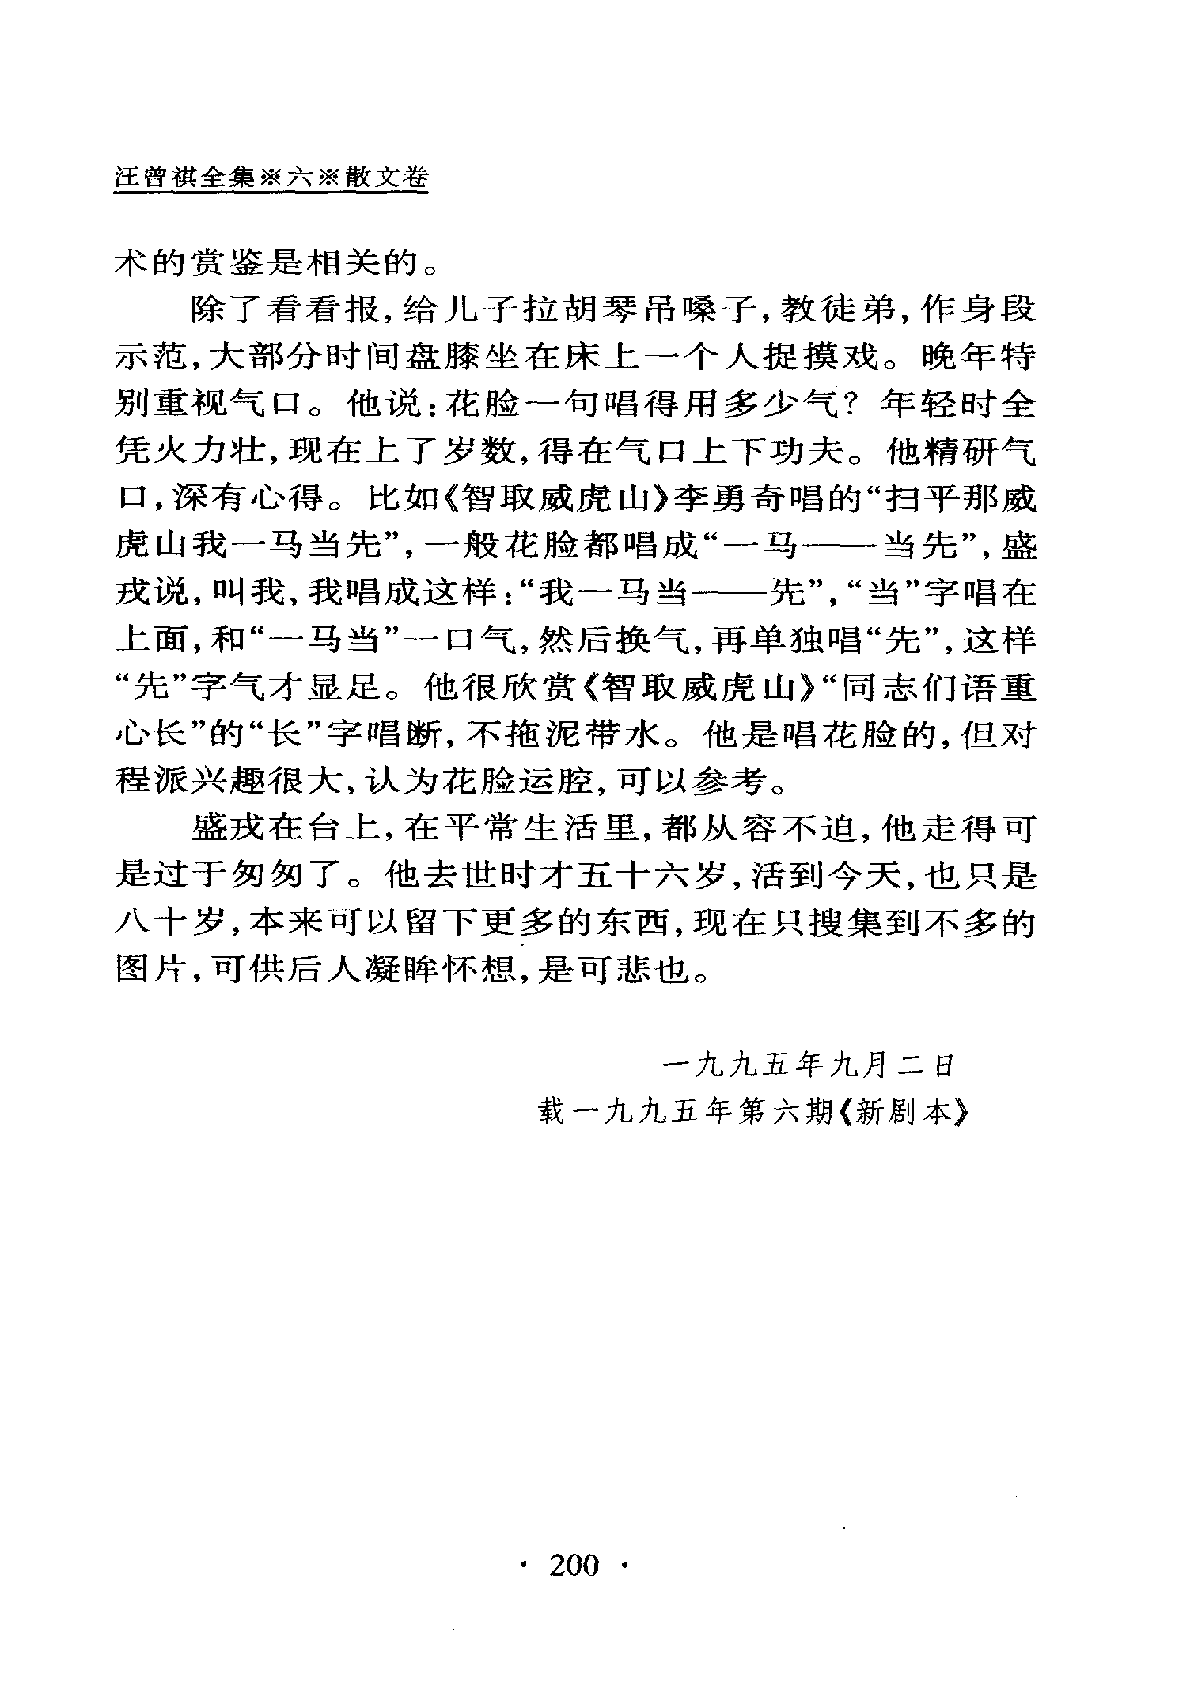 汪曾祺全集※六※散文卷
术的赏鉴是相关的。
除了看看报,给儿子拉胡琴吊嗓子,教徒弟,作身段
示范,大部分时间盘膝坐在床上一个人捉摸戏。晚年特
别重视气口。他说:花脸一句唱得用多少气?年轻时全
凭火力壮,现在上了岁数,得在气口上下功夫。他精研气
口,深有心得。比如《智取威虎山》李勇奇唱的“扫平那威
虎山我一马当先”,一般花脸都唱成“一马——当先”,盛
戎说,叫我,我唱成这样:“我一马当——先”,“当”字唱在
上面,和“一马当”一口气,然后换气,再单独唱“先”,这样
“先”字气才显足。他很欣赏《智取威虎山》“同志们语重
心长”的“长”字唱断,不拖泥带水。他是唱花脸的,但对
程派兴趣很大,认为花脸运腔,可以参考。
盛戎在台上,在平常生活里,都从容不迫,他走得可
是过于匆匆了。他去世时才五十六岁,活到今天,也只是
八十岁,本来可以留下更多的东西,现在只搜集到不多的
图片,可供后人凝眸怀想,是可悲也。
一九九五年九月二日
载一九九五年第六期《新剧本》
· 200 ·